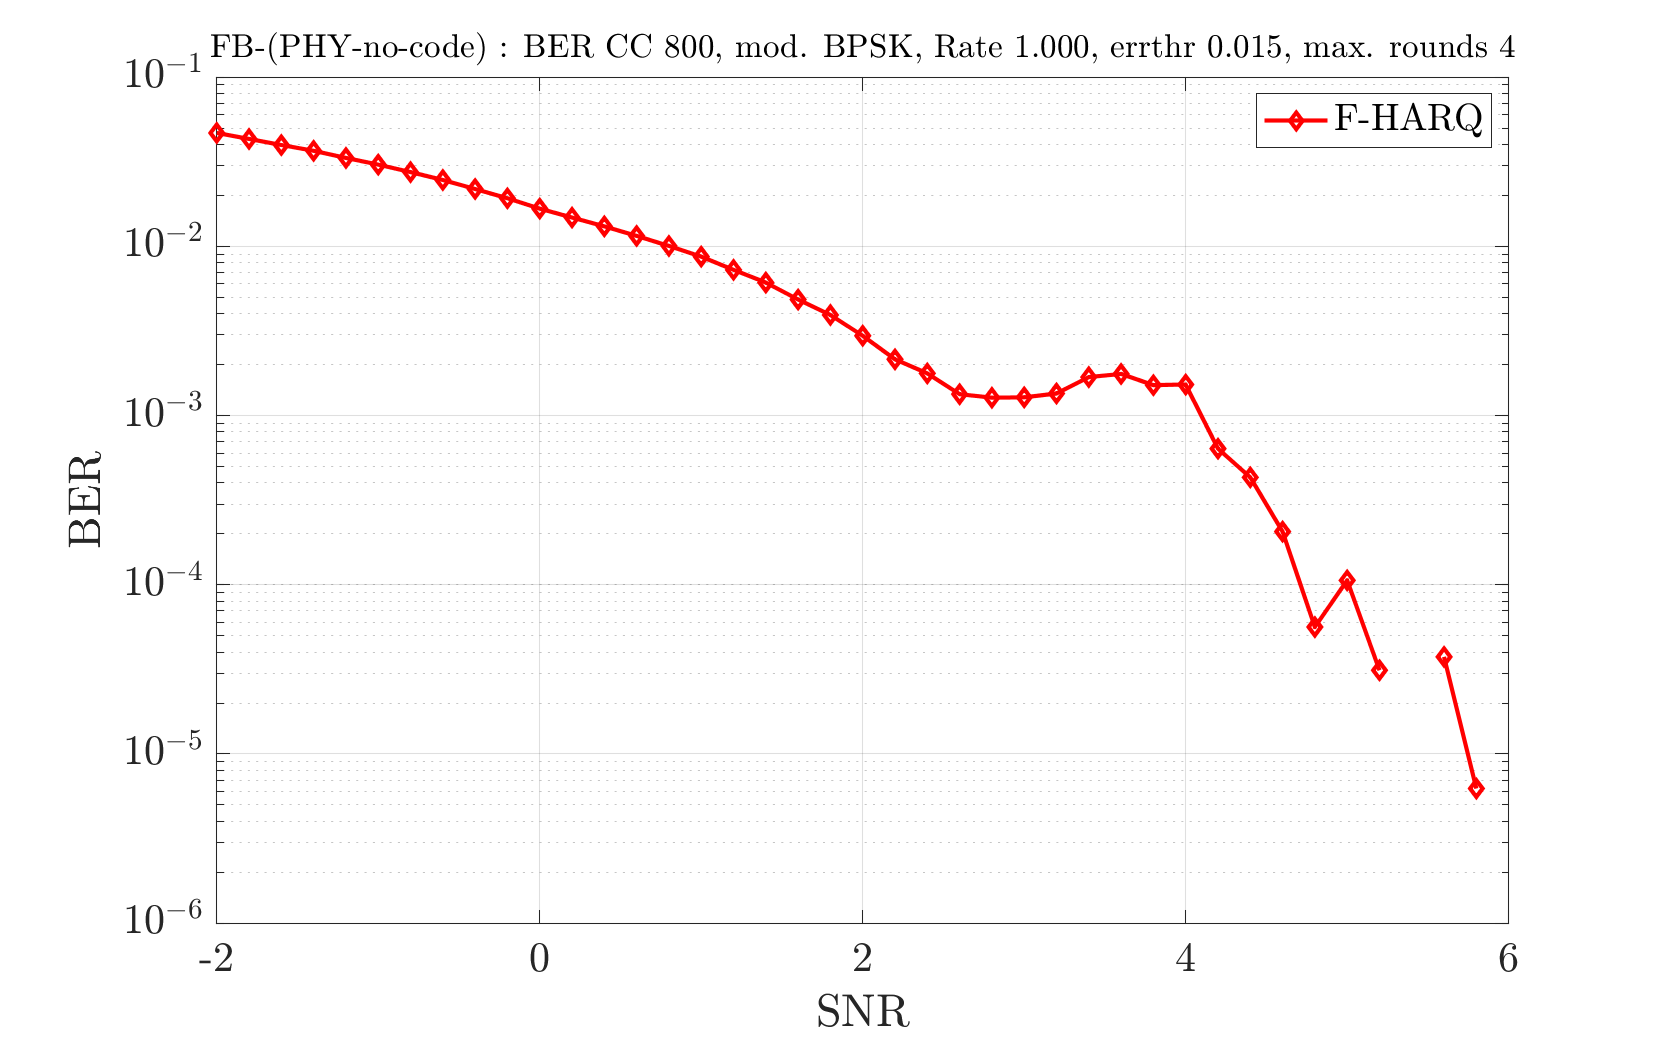 FB-(PHY-no-code) : BER CC 800, mod. BPSK, Rate 1.000, errthr 0.015, max. rounds 4
F-HARQ
10^{-1}
10^{-2}
10^{-3}
10^{-4}
10^{-5}
10^{-6}
BER
-2 0 2 4 6
SNR